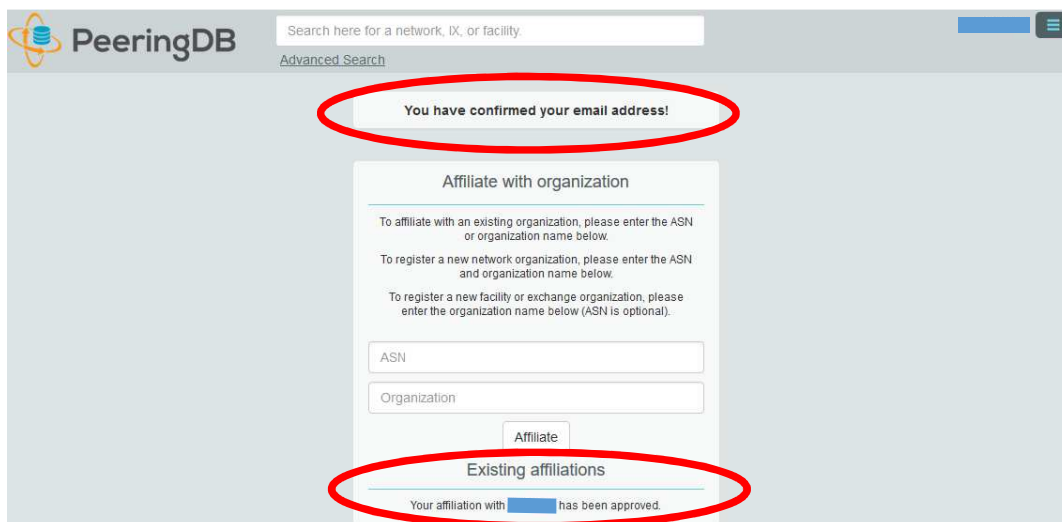 PeeringDB
Search here for a network, IX, or facility.
Advanced Search
You have confirmed your email address!
Affiliate with organization
To affiliate with an existing organization, please enter the ASN
or organization name below.
To register a new network organization, please enter the ASN
and organization name below.
To register a new facility or exchange organization, please
enter the organization name below (ASN is optional).
ASN
Organization
Affiliate
Existing affiliations
Your affiliation with has been approved.